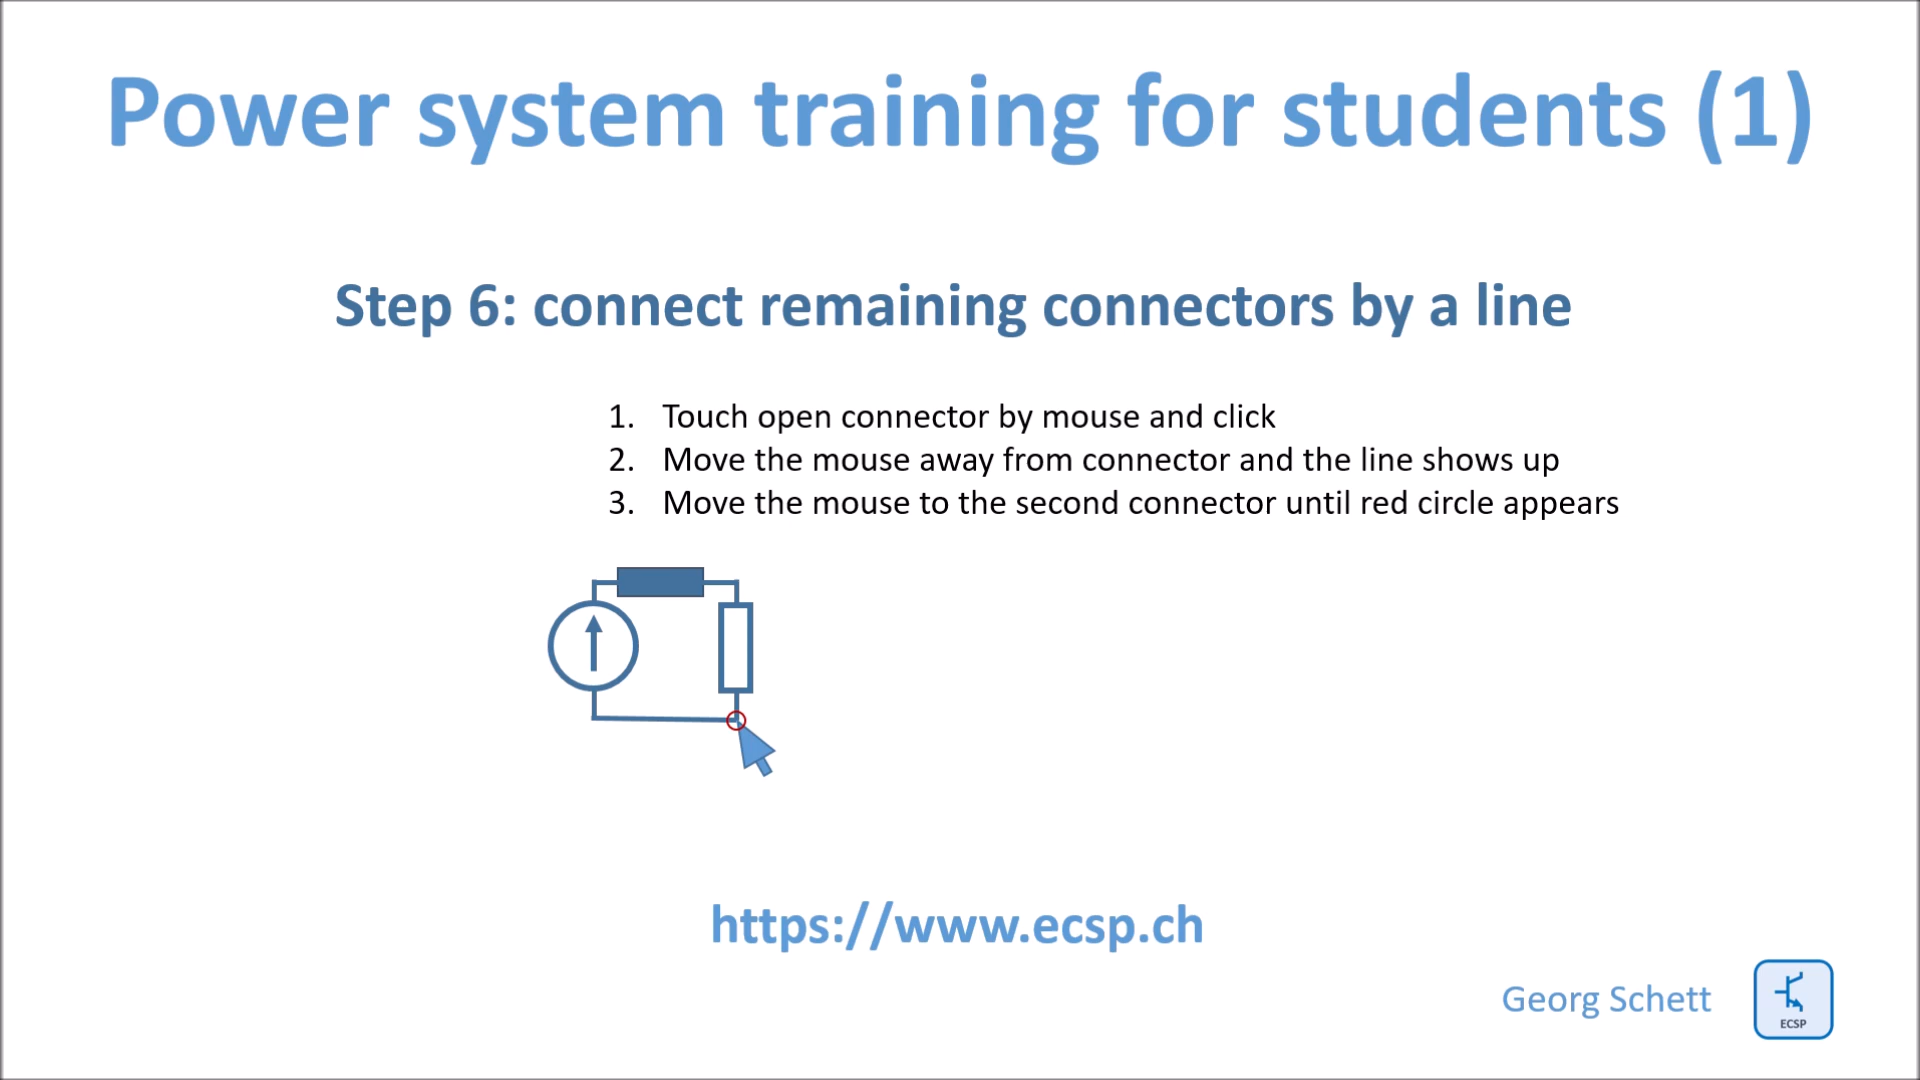 Power system training for students (1)
Step 6: connect remaining connectors by a line
1. Touch open connector by mouse and click
2. Move the mouse away from connector and the line shows up
3. Move the mouse to the second connector until red circle appears
https://www.ecsp.ch
Georg Schett
ECSP